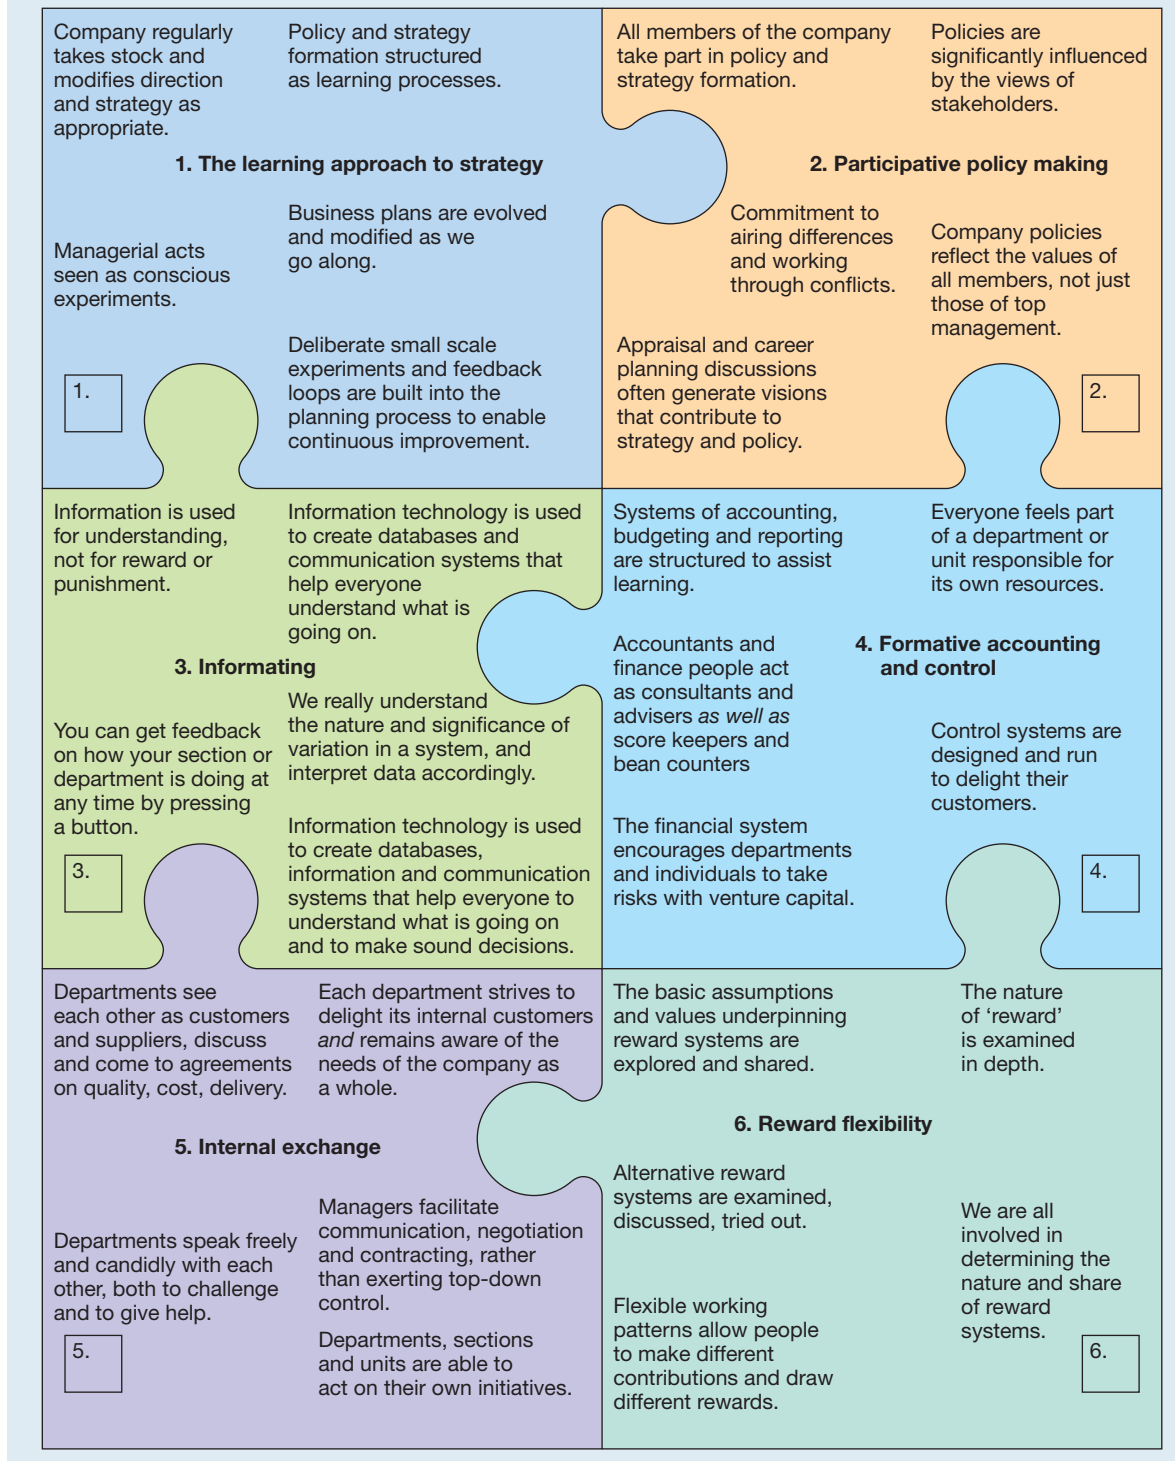 Company regularly
takes stock and
modifies direction
and strategy as
appropriate.
Policy and strategy
formation structured
as learning processes.
1. The learning approach to strategy
Managerial acts
seen as conscious
experiments.
Business plans are evolved
and modified as we
go along.
Deliberate small scale
experiments and feedback
loops are built into the
planning process to enable
continuous improvement.
1.
All members of the company
take part in policy and
strategy formation.
Policies are
significantly influenced
by the views of
stakeholders.
2. Participative policy making
Commitment to
airing differences
and working
through conflicts.
Company policies
reflect the values of
all members, not just
those of top
management.
Appraisal and career
planning discussions
often generate visions
that contribute to
strategy and policy.
2.
Information is used
for understanding,
not for reward or
punishment.
Information technology is used
to create databases and
communication systems that
help everyone
understand what is
going on.
3. Informating
You can get feedback
on how your section or
department is doing at
any time by pressing
a button.
We really understand
the nature and significance of
variation in a system, and
interpret data accordingly.
Information technology is used
to create databases,
information and communication
systems that help everyone to
understand what is going on
and to make sound decisions.
3.
Systems of accounting,
budgeting and reporting
are structured to assist
learning.
Everyone feels part
of a department or
unit responsible for
its own resources.
Accountants and
finance people act
as consultants and
advisers as well as
score keepers and
bean counters
4. Formative accounting
and control
Control systems are
designed and run
to delight their
customers.
The financial system
encourages departments
and individuals to take
risks with venture capital.
4.
Departments see
each other as customers
and suppliers, discuss
and come to agreements
on quality, cost, delivery.
Each department strives to
delight its internal customers
and remains aware of the
needs of the company as
a whole.
5. Internal exchange
Departments speak freely
and candidly with each
other, both to challenge
and to give help.
Managers facilitate
communication, negotiation
and contracting, rather
than exerting top-down
control.
Departments, sections
and units are able to
act on their own initiatives.
5.
The basic assumptions
and values underpinning
reward systems are
explored and shared.
The nature
of ‘reward’
is examined
in depth.
6. Reward flexibility
Alternative reward
systems are examined,
discussed, tried out.
We are all
involved in
determining the
nature and share
of reward
systems.
Flexible working
patterns allow people
to make different
contributions and draw
different rewards.
6.